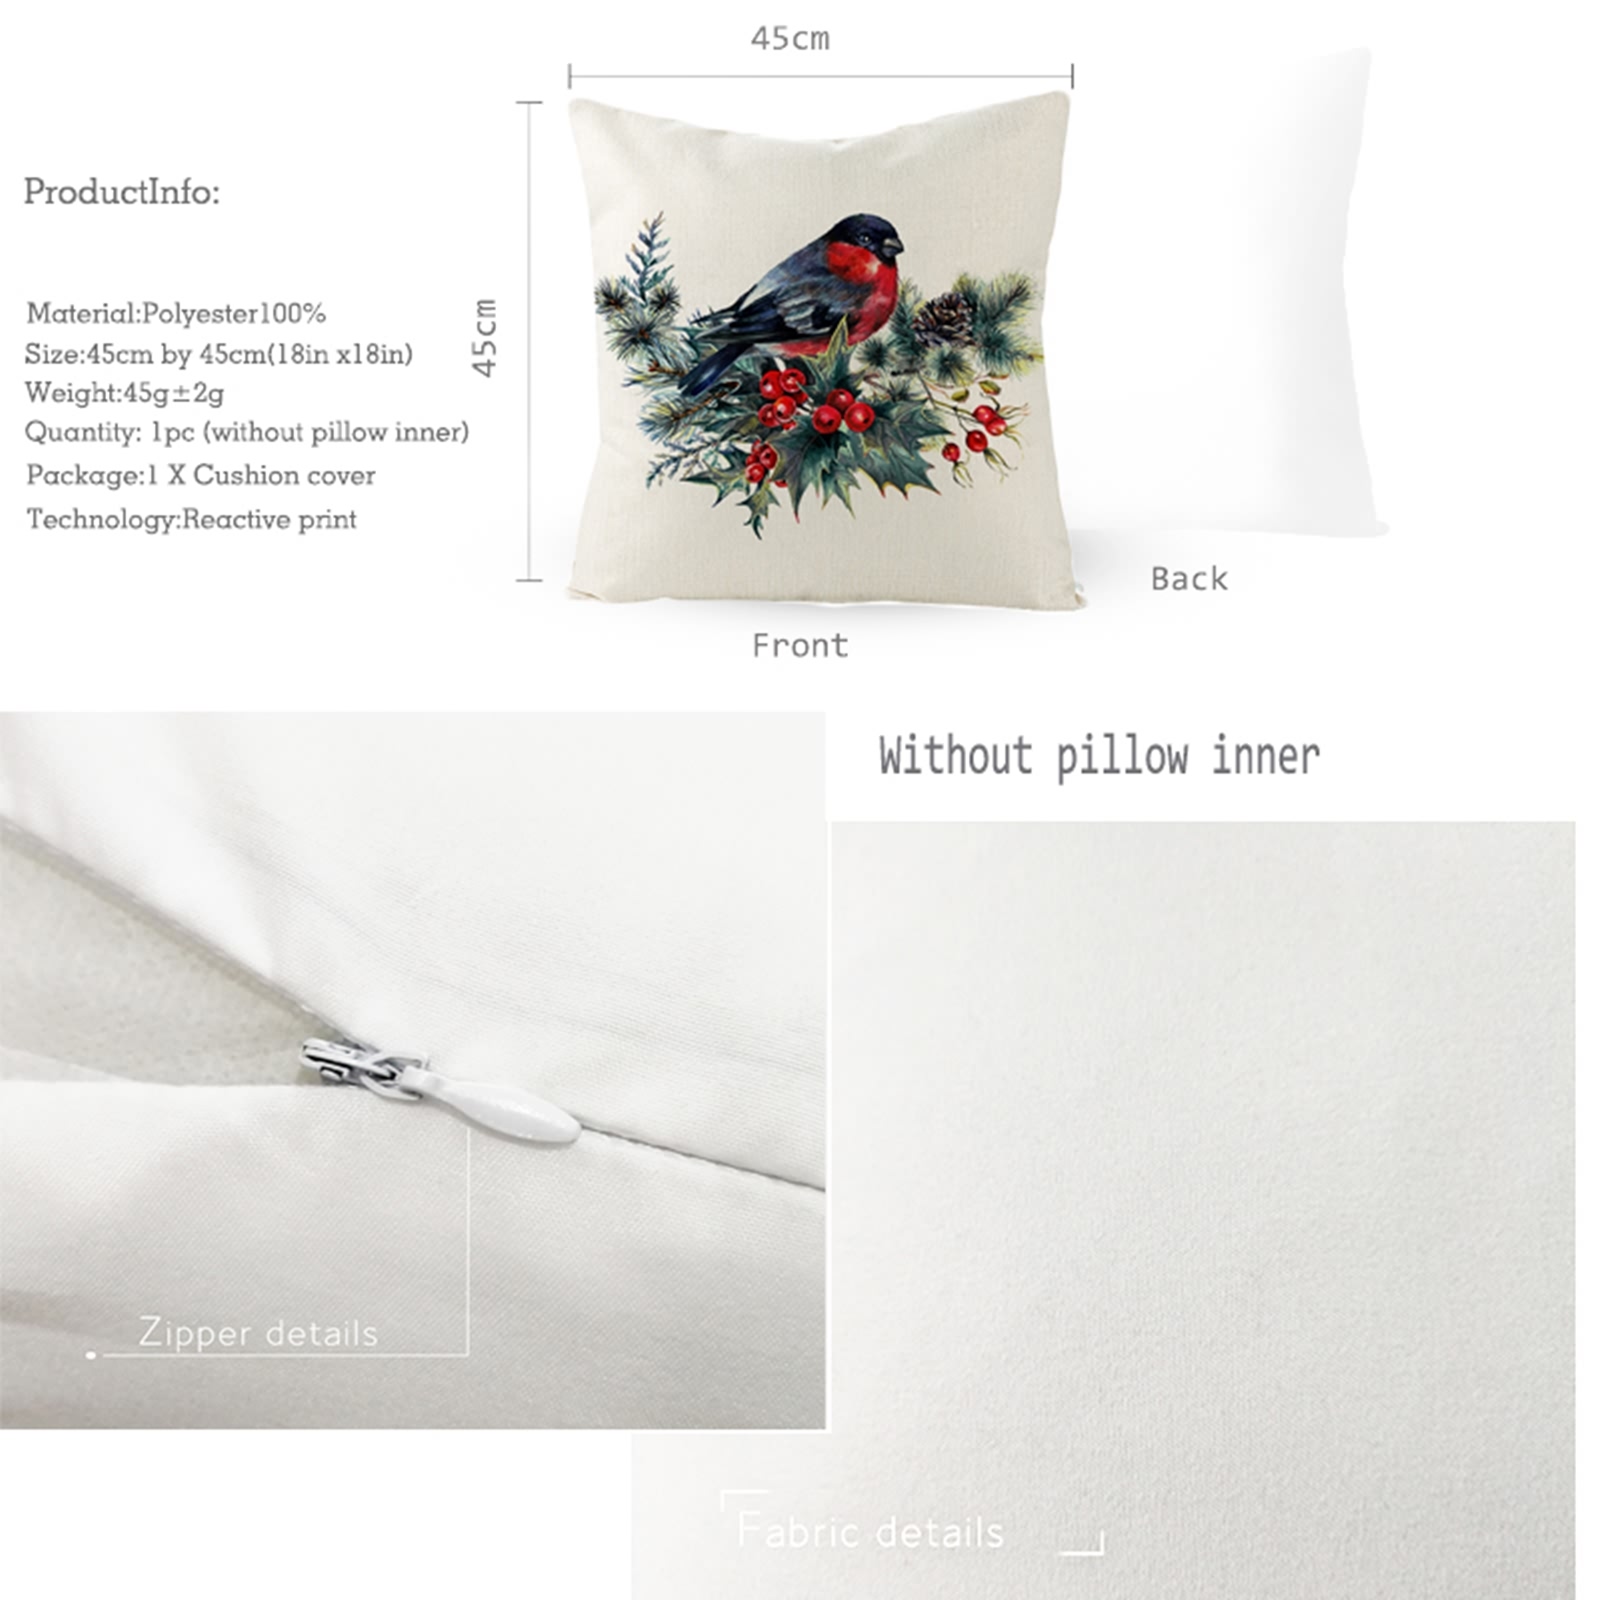 45cm
45cm
ProductInfo:
Material:Polyester100%
Size:45cm by 45cm(18in x18in)
Weight:45g±2g
Quantity: 1pc (without pillow inner)
Package:1 X Cushion cover
Technology:Reactive print
Back
Front
Without pillow inner
Zipper details
Fabric details